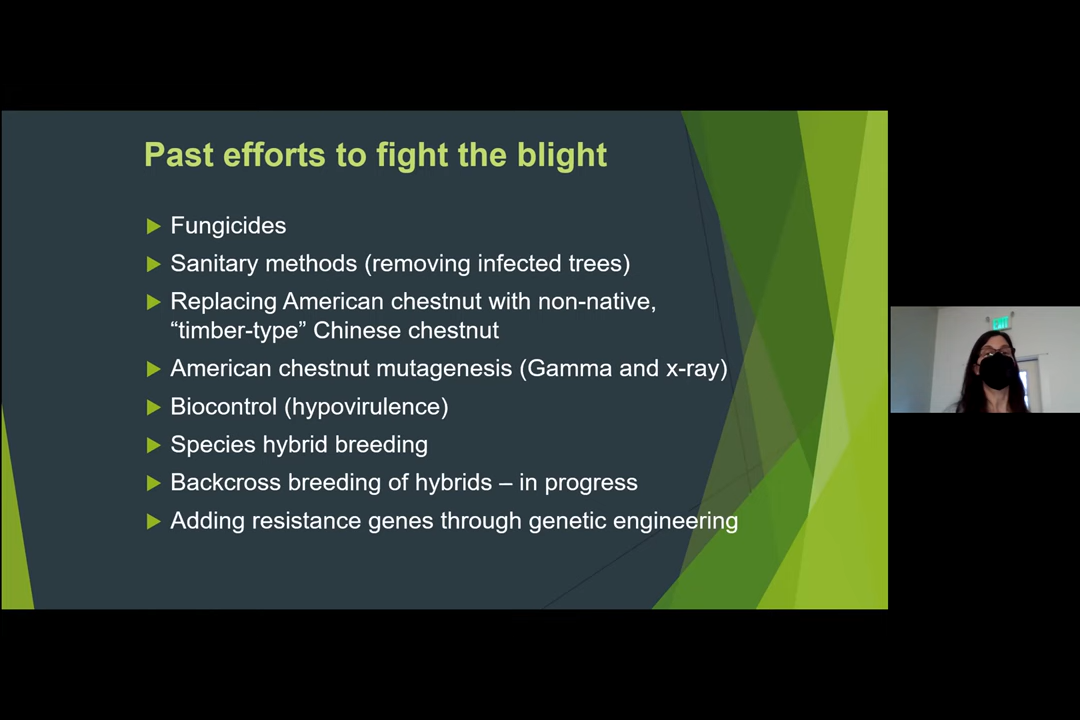 Past efforts to fight the blight
Fungicides
Sanitary methods (removing infected trees)
Replacing American chestnut with non-native,
“timber-type” Chinese chestnut
American chestnut mutagenesis (Gamma and x-ray)
Biocontrol (hypovirulence)
Species hybrid breeding
Backcross breeding of hybrids – in progress
Adding resistance genes through genetic engineering
EXIT